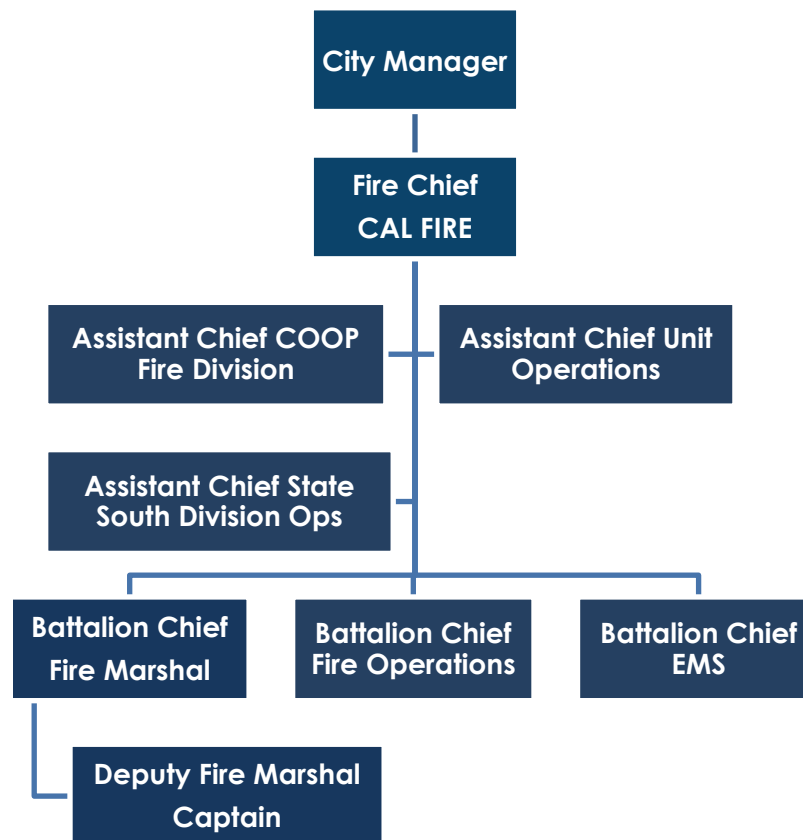 City Manager
Fire Chief
CAL FIRE
Assistant Chief COOP
Fire Division
Assistant Chief Unit
Operations
Assistant Chief State
South Division Ops
Battalion Chief
Fire Marshal
Battalion Chief
Fire Operations
Battalion Chief
EMS
Deputy Fire Marshal
Captain